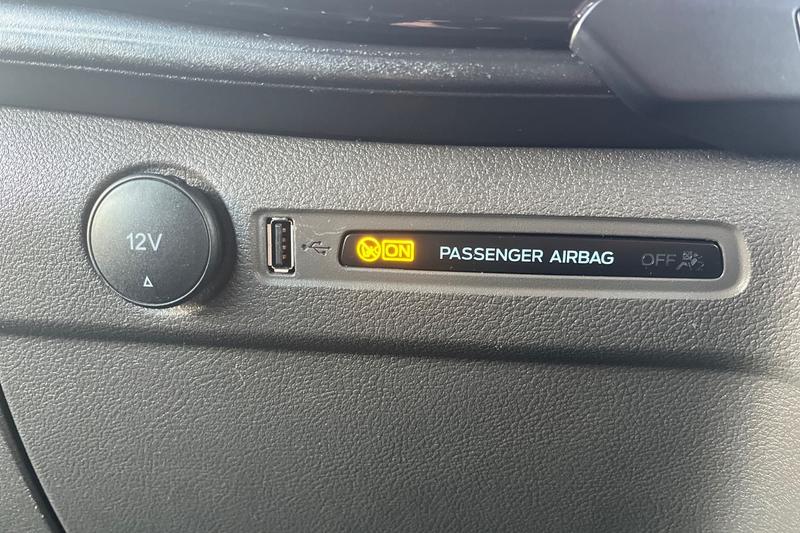 12V
ON PASSENGER AIRBAG OFF